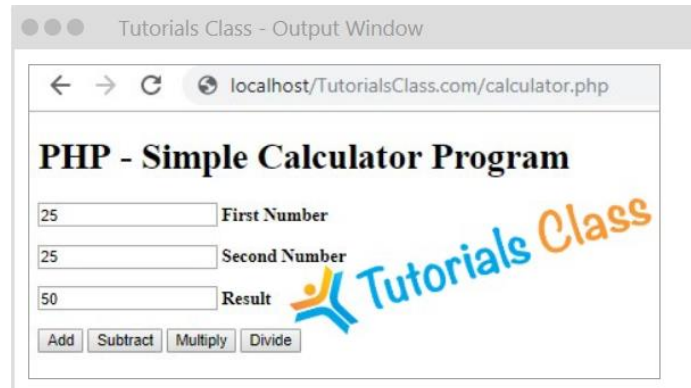 Tutorials Class - Output Window
localhost/TutorialsClass.com/calculator.php
PHP - Simple Calculator Program
25 First Number
25 Second Number
50 Result
Tutorials Class
Add Subtract Multiply Divide